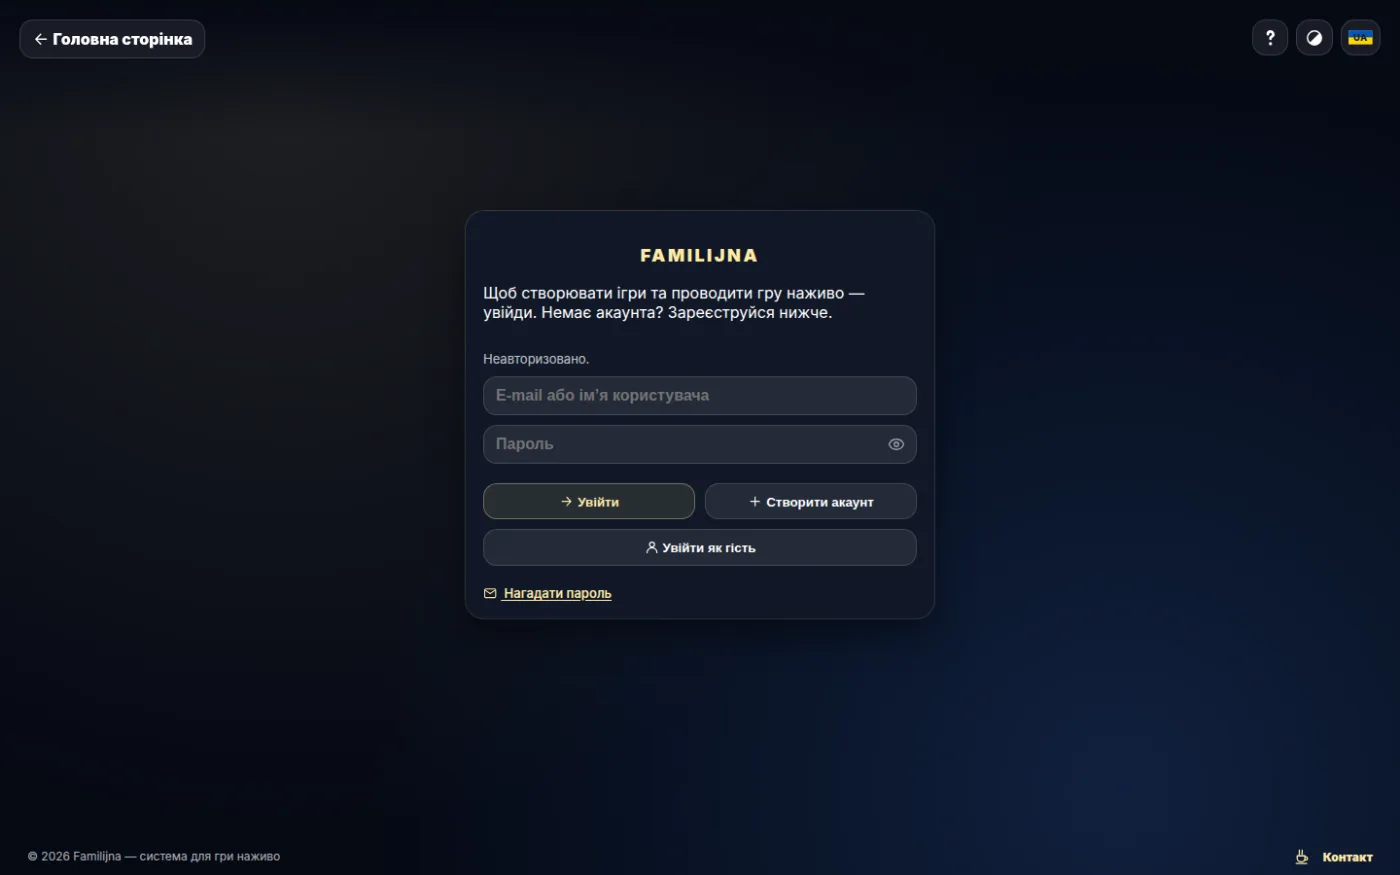 Головна сторінка
?
UA
FAMILIJNA
Щоб створювати ігри та проводити гру наживо —
увійди. Немає акаунта? Зареєструйся нижче.
Неавторизовано.
E-mail або ім’я користувача
Пароль
Увійти
Створити акаунт
Увійти як гість
Нагадати пароль
© 2026 Familijna — система для гри наживо
Контакт